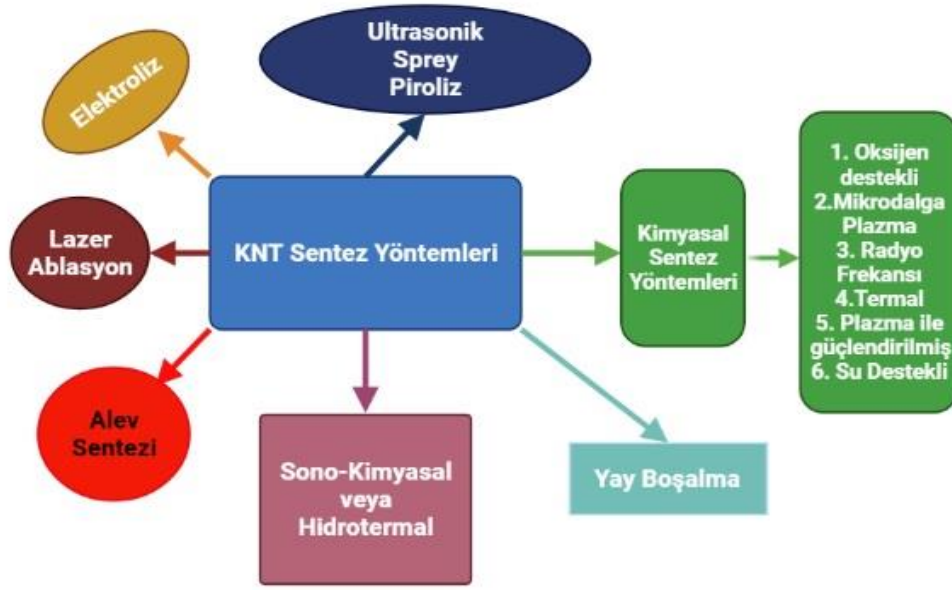 Ultrasonik
Sprey
Piroliz
Elektroliz
Lazer
Ablasyon
KNT Sentez Yöntemleri
Kimyasal
Sentez
Yöntemleri
1. Oksijen
destekli
2.Mikrodalga
Plazma
3. Radyo
Frekansı
4.Termal
5. Plazma ile
güçlendirilmiş
6. Su Destekli
Alev
Sentezi
Sono-Kimyasal
veya
Hidrotermal
Yay Boşalma